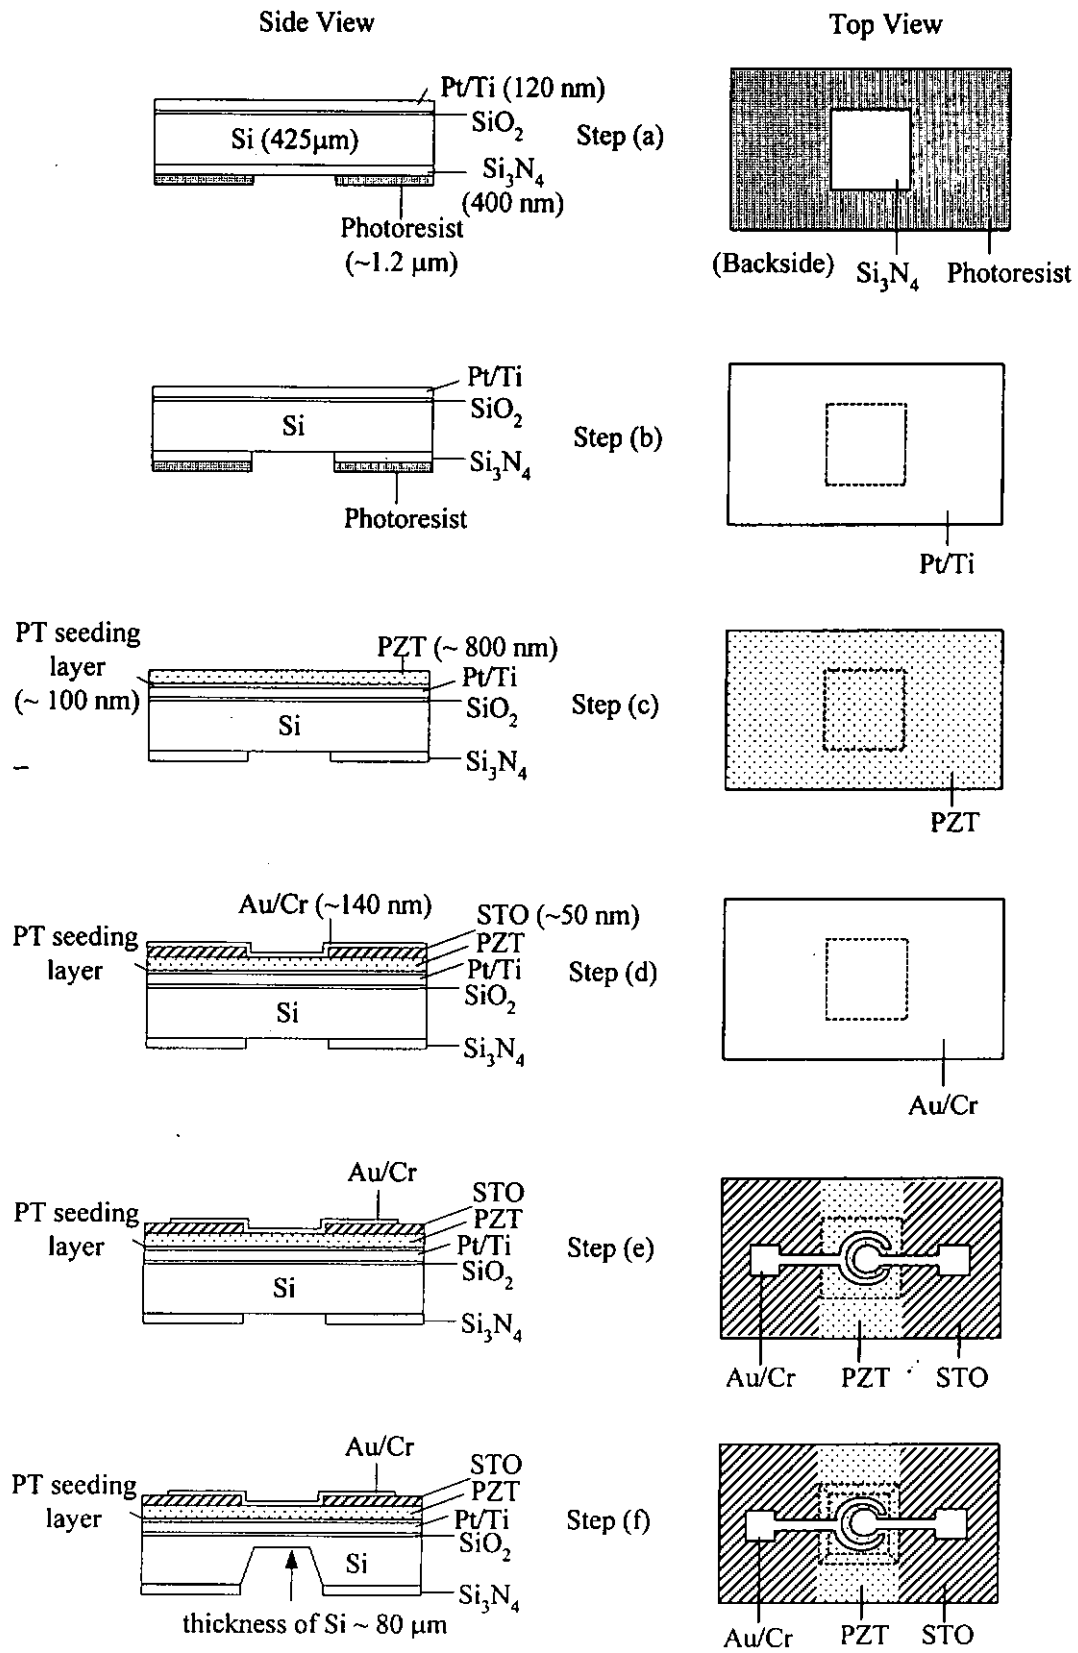 Side View
Top View
Pt/Ti (120 nm)
SiO2
Si (425µm)
Step (a)
Si3N4
(400 nm)
Photoresist
(~1.2 µm)
(Backside)
Si3N4
Photoresist
Pt/Ti
SiO2
Si
Step (b)
Si3N4
Photoresist
Pt/Ti
PT seeding
layer
(~ 100 nm)
PZT (~ 800 nm)
Pt/Ti
SiO2
Si
Step (c)
Si3N4
PZT
Au/Cr (~140 nm)
STO (~50 nm)
PT seeding
layer
PZT
Pt/Ti
SiO2
Si
Step (d)
Si3N4
Au/Cr
Au/Cr
STO
PT seeding
layer
PZT
Pt/Ti
SiO2
Si
Step (e)
Si3N4
Au/Cr
PZT
STO
Au/Cr
STO
PT seeding
layer
PZT
Pt/Ti
SiO2
Si
Step (f)
Si3N4
thickness of Si ~ 80 µm
Au/Cr
PZT
STO